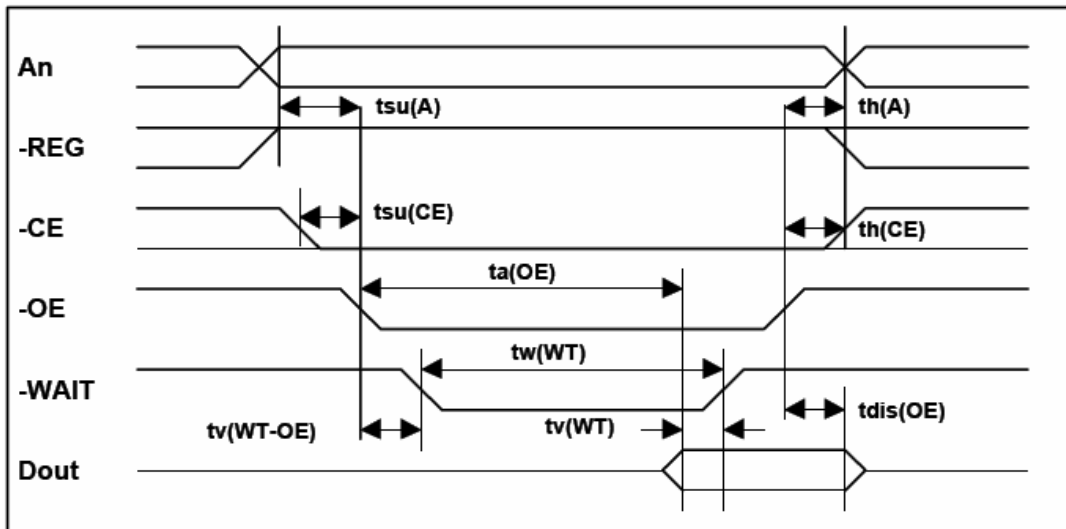 An
tsu(A)
th(A)
-REG
-CE
tsu(CE)
th(CE)
ta(OE)
-OE
tw(WT)
-WAIT
tv(WT-OE)
tv(WT)
tdis(OE)
Dout